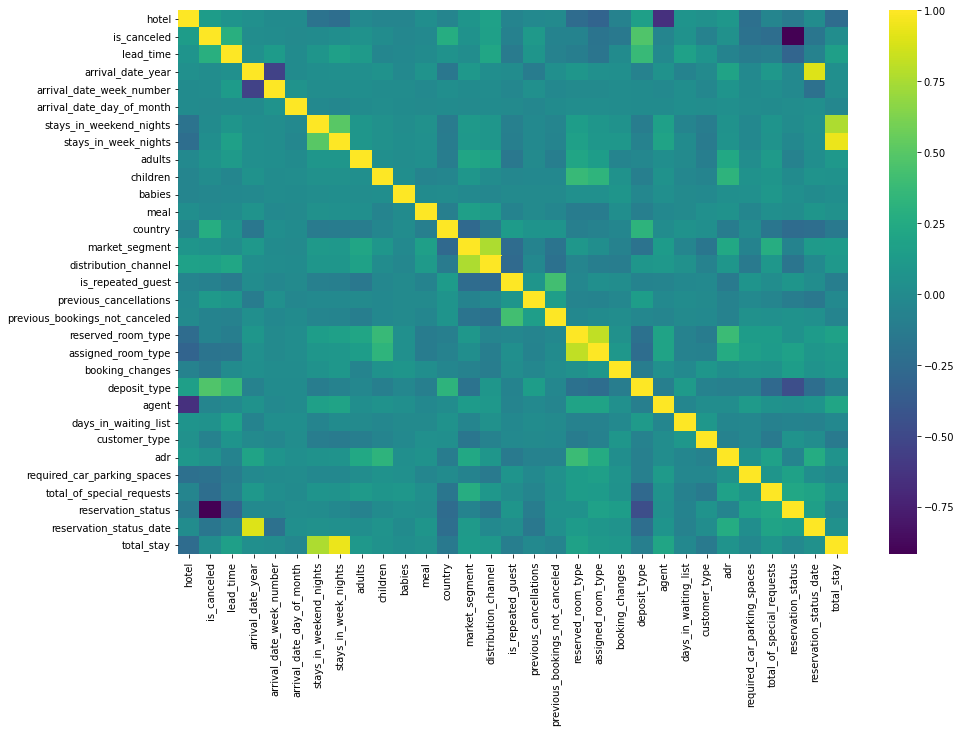 hotel
is_canceled
lead_time
arrival_date_year
arrival_date_week_number
arrival_date_day_of_month
stays_in_weekend_nights
stays_in_week_nights
adults
children
babies
meal
country
market_segment
distribution_channel
is_repeated_guest
previous_cancellations
previous_bookings_not_canceled
reserved_room_type
assigned_room_type
booking_changes
deposit_type
agent
days_in_waiting_list
customer_type
adr
required_car_parking_spaces
total_of_special_requests
reservation_status
reservation_status_date
total_stay
hotel
is_canceled
lead_time
arrival_date_year
arrival_date_week_number
arrival_date_day_of_month
stays_in_weekend_nights
stays_in_week_nights
adults
children
babies
meal
country
market_segment
distribution_channel
is_repeated_guest
previous_cancellations
previous_bookings_not_canceled
reserved_room_type
assigned_room_type
booking_changes
deposit_type
agent
days_in_waiting_list
customer_type
adr
required_car_parking_spaces
total_of_special_requests
reservation_status
reservation_status_date
total_stay
1.00
0.75
0.50
0.25
0.00
−0.25
−0.50
−0.75